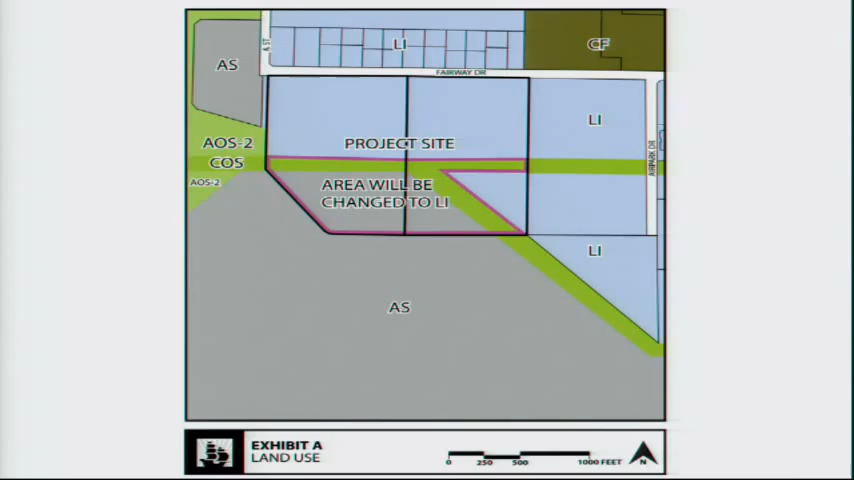 A ST
LI
CF
AS
FAIRWAY DR
LI
AOS-2
PROJECT SITE
AIRPARK DR
COS
AOS-2
AREA WILL BE
CHANGED TO LI
LI
AS
EXHIBIT A
LAND USE
0 250 500 1000 FEET
N